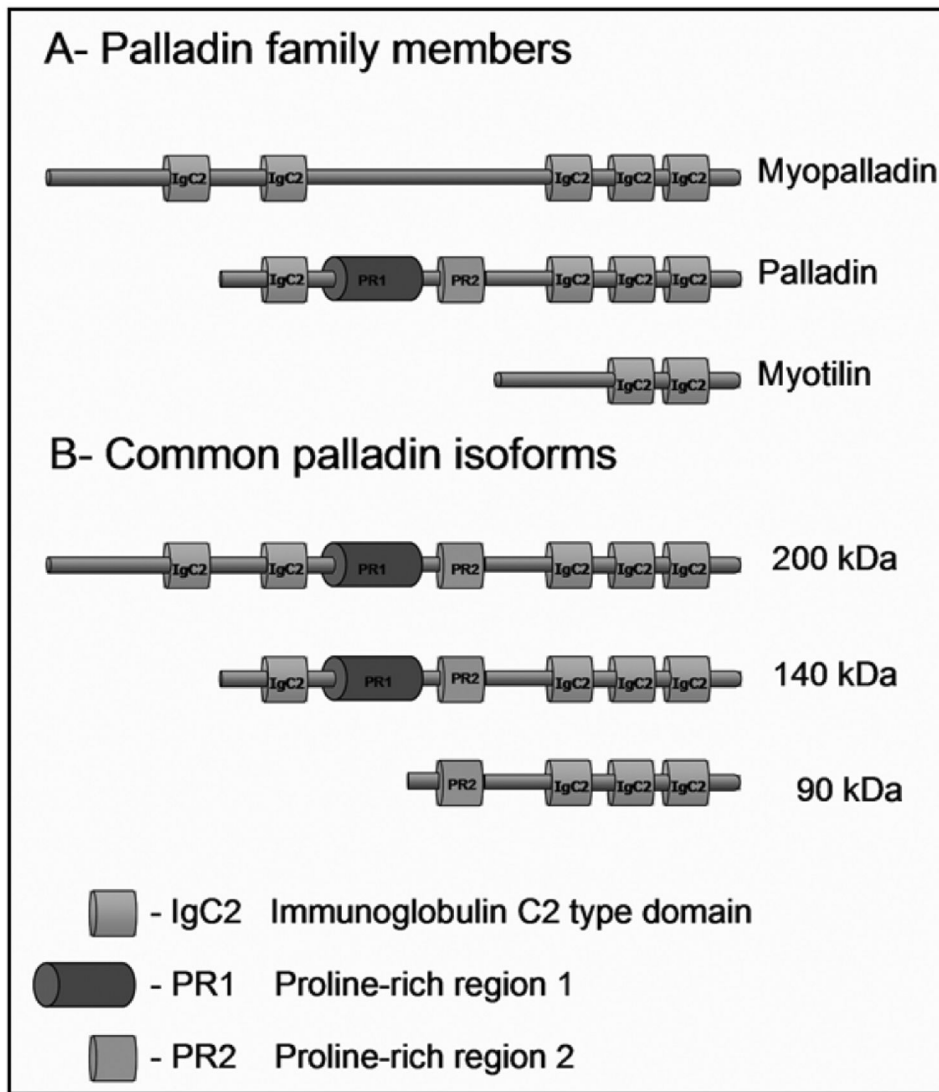 A- Palladin family members
IgC2 IgC2 IgC2 IgC2 IgC2 Myopalladin
IgC2 PR1 PR2 IgC2 IgC2 IgC2 Palladin
IgC2 IgC2 Myotilin
B- Common palladin isoforms
IgC2 IgC2 PR1 PR2 IgC2 IgC2 IgC2 200 kDa
IgC2 PR1 PR2 IgC2 IgC2 IgC2 140 kDa
PR2 IgC2 IgC2 IgC2 90 kDa
- IgC2 Immunoglobulin C2 type domain
- PR1 Proline-rich region 1
- PR2 Proline-rich region 2